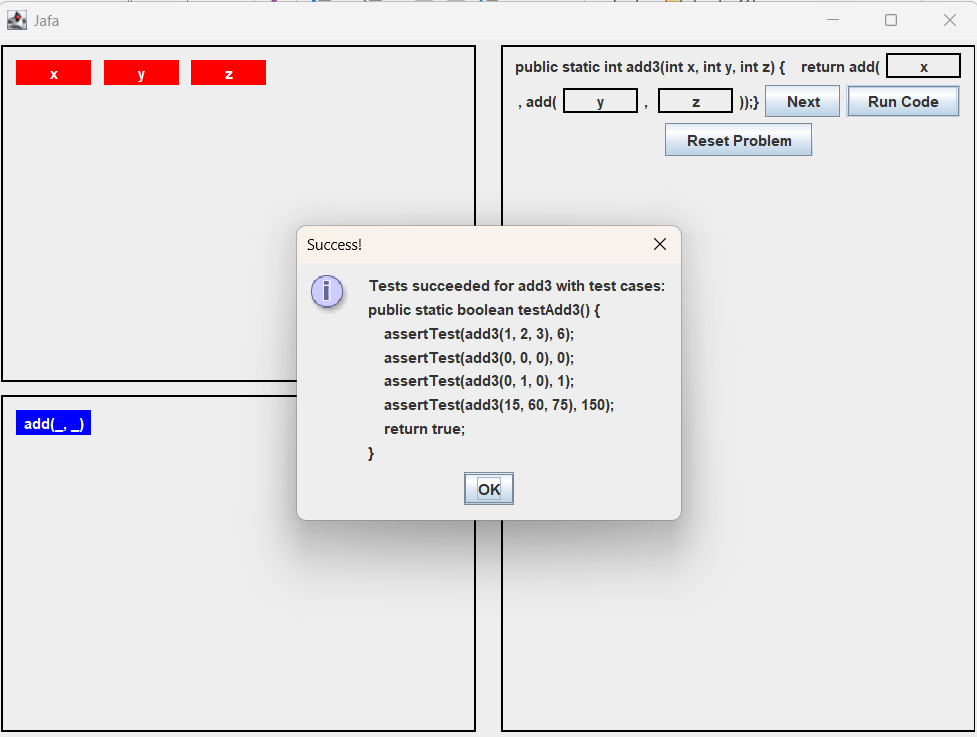 Jafa
x y z
public static int add3(int x, int y, int z) { return add( x
, add( y , z ));} Next Run Code
Reset Problem
add(_, _)
Success!
Tests succeeded for add3 with test cases:
public static boolean testAdd3() {
assertTest(add3(1, 2, 3), 6);
assertTest(add3(0, 0, 0), 0);
assertTest(add3(0, 1, 0), 1);
assertTest(add3(15, 60, 75), 150);
return true;
}
OK